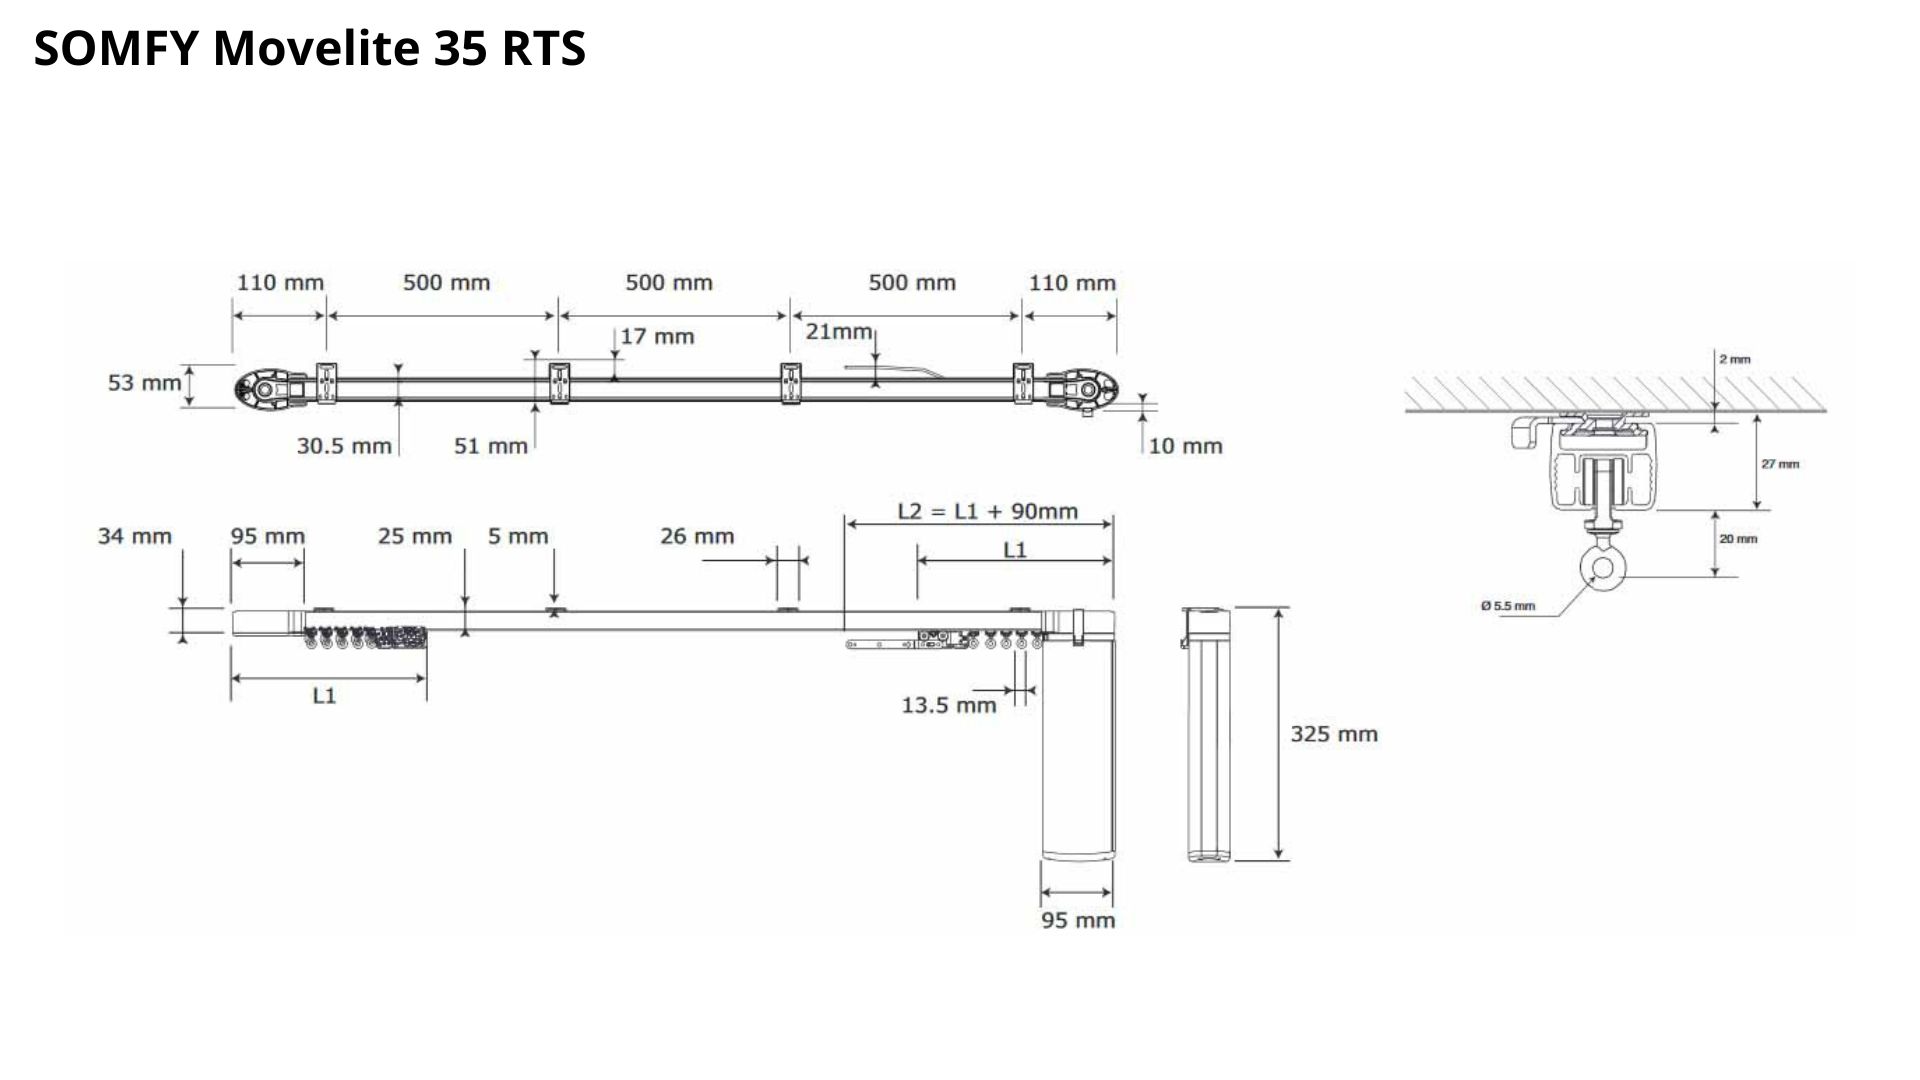 SOMFY Movelite 35 RTS
110 mm 500 mm 500 mm 500 mm 110 mm
17 mm 21mm
53 mm
30.5 mm 51 mm 10 mm
2 mm
27 mm
20 mm
Ø 5.5 mm
L2 = L1 + 90mm
34 mm 95 mm 25 mm 5 mm 26 mm
L1
L1
13.5 mm
325 mm
95 mm